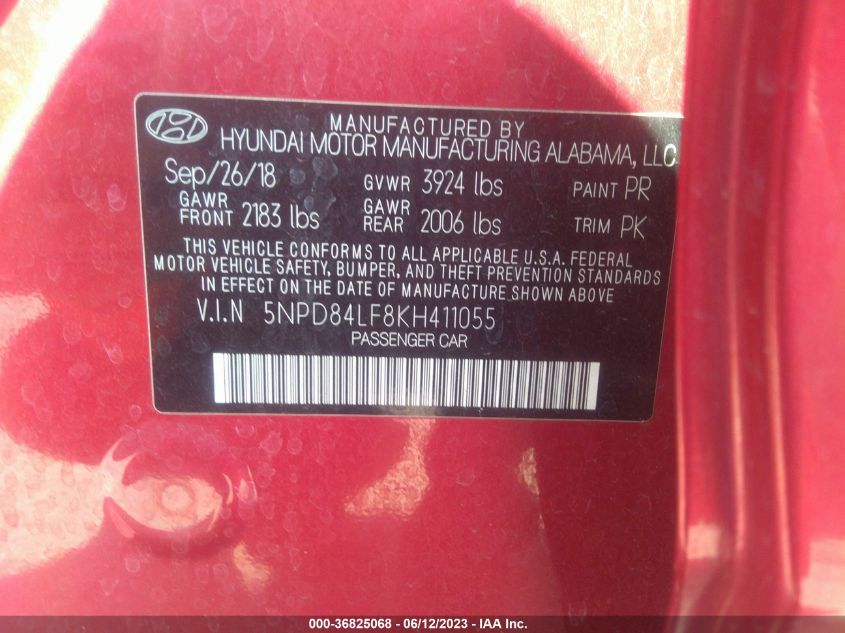 MANUFACTURED BY
HYUNDAI MOTOR MANUFACTURING ALABAMA, LLC
Sep/26/18 GVWR 3924 lbs PAINT PR
GAWR FRONT 2183 lbs GAWR REAR 2006 lbs TRIM PK
THIS VEHICLE CONFORMS TO ALL APPLICABLE U.S.A. FEDERAL
MOTOR VEHICLE SAFETY, BUMPER, AND THEFT PREVENTION STANDARDS
IN EFFECT ON THE DATE OF MANUFACTURE SHOWN ABOVE.
V.I.N 5NPD84LF8KH411055
PASSENGER CAR
000-36825068 - 06/12/2023 - IAA Inc.